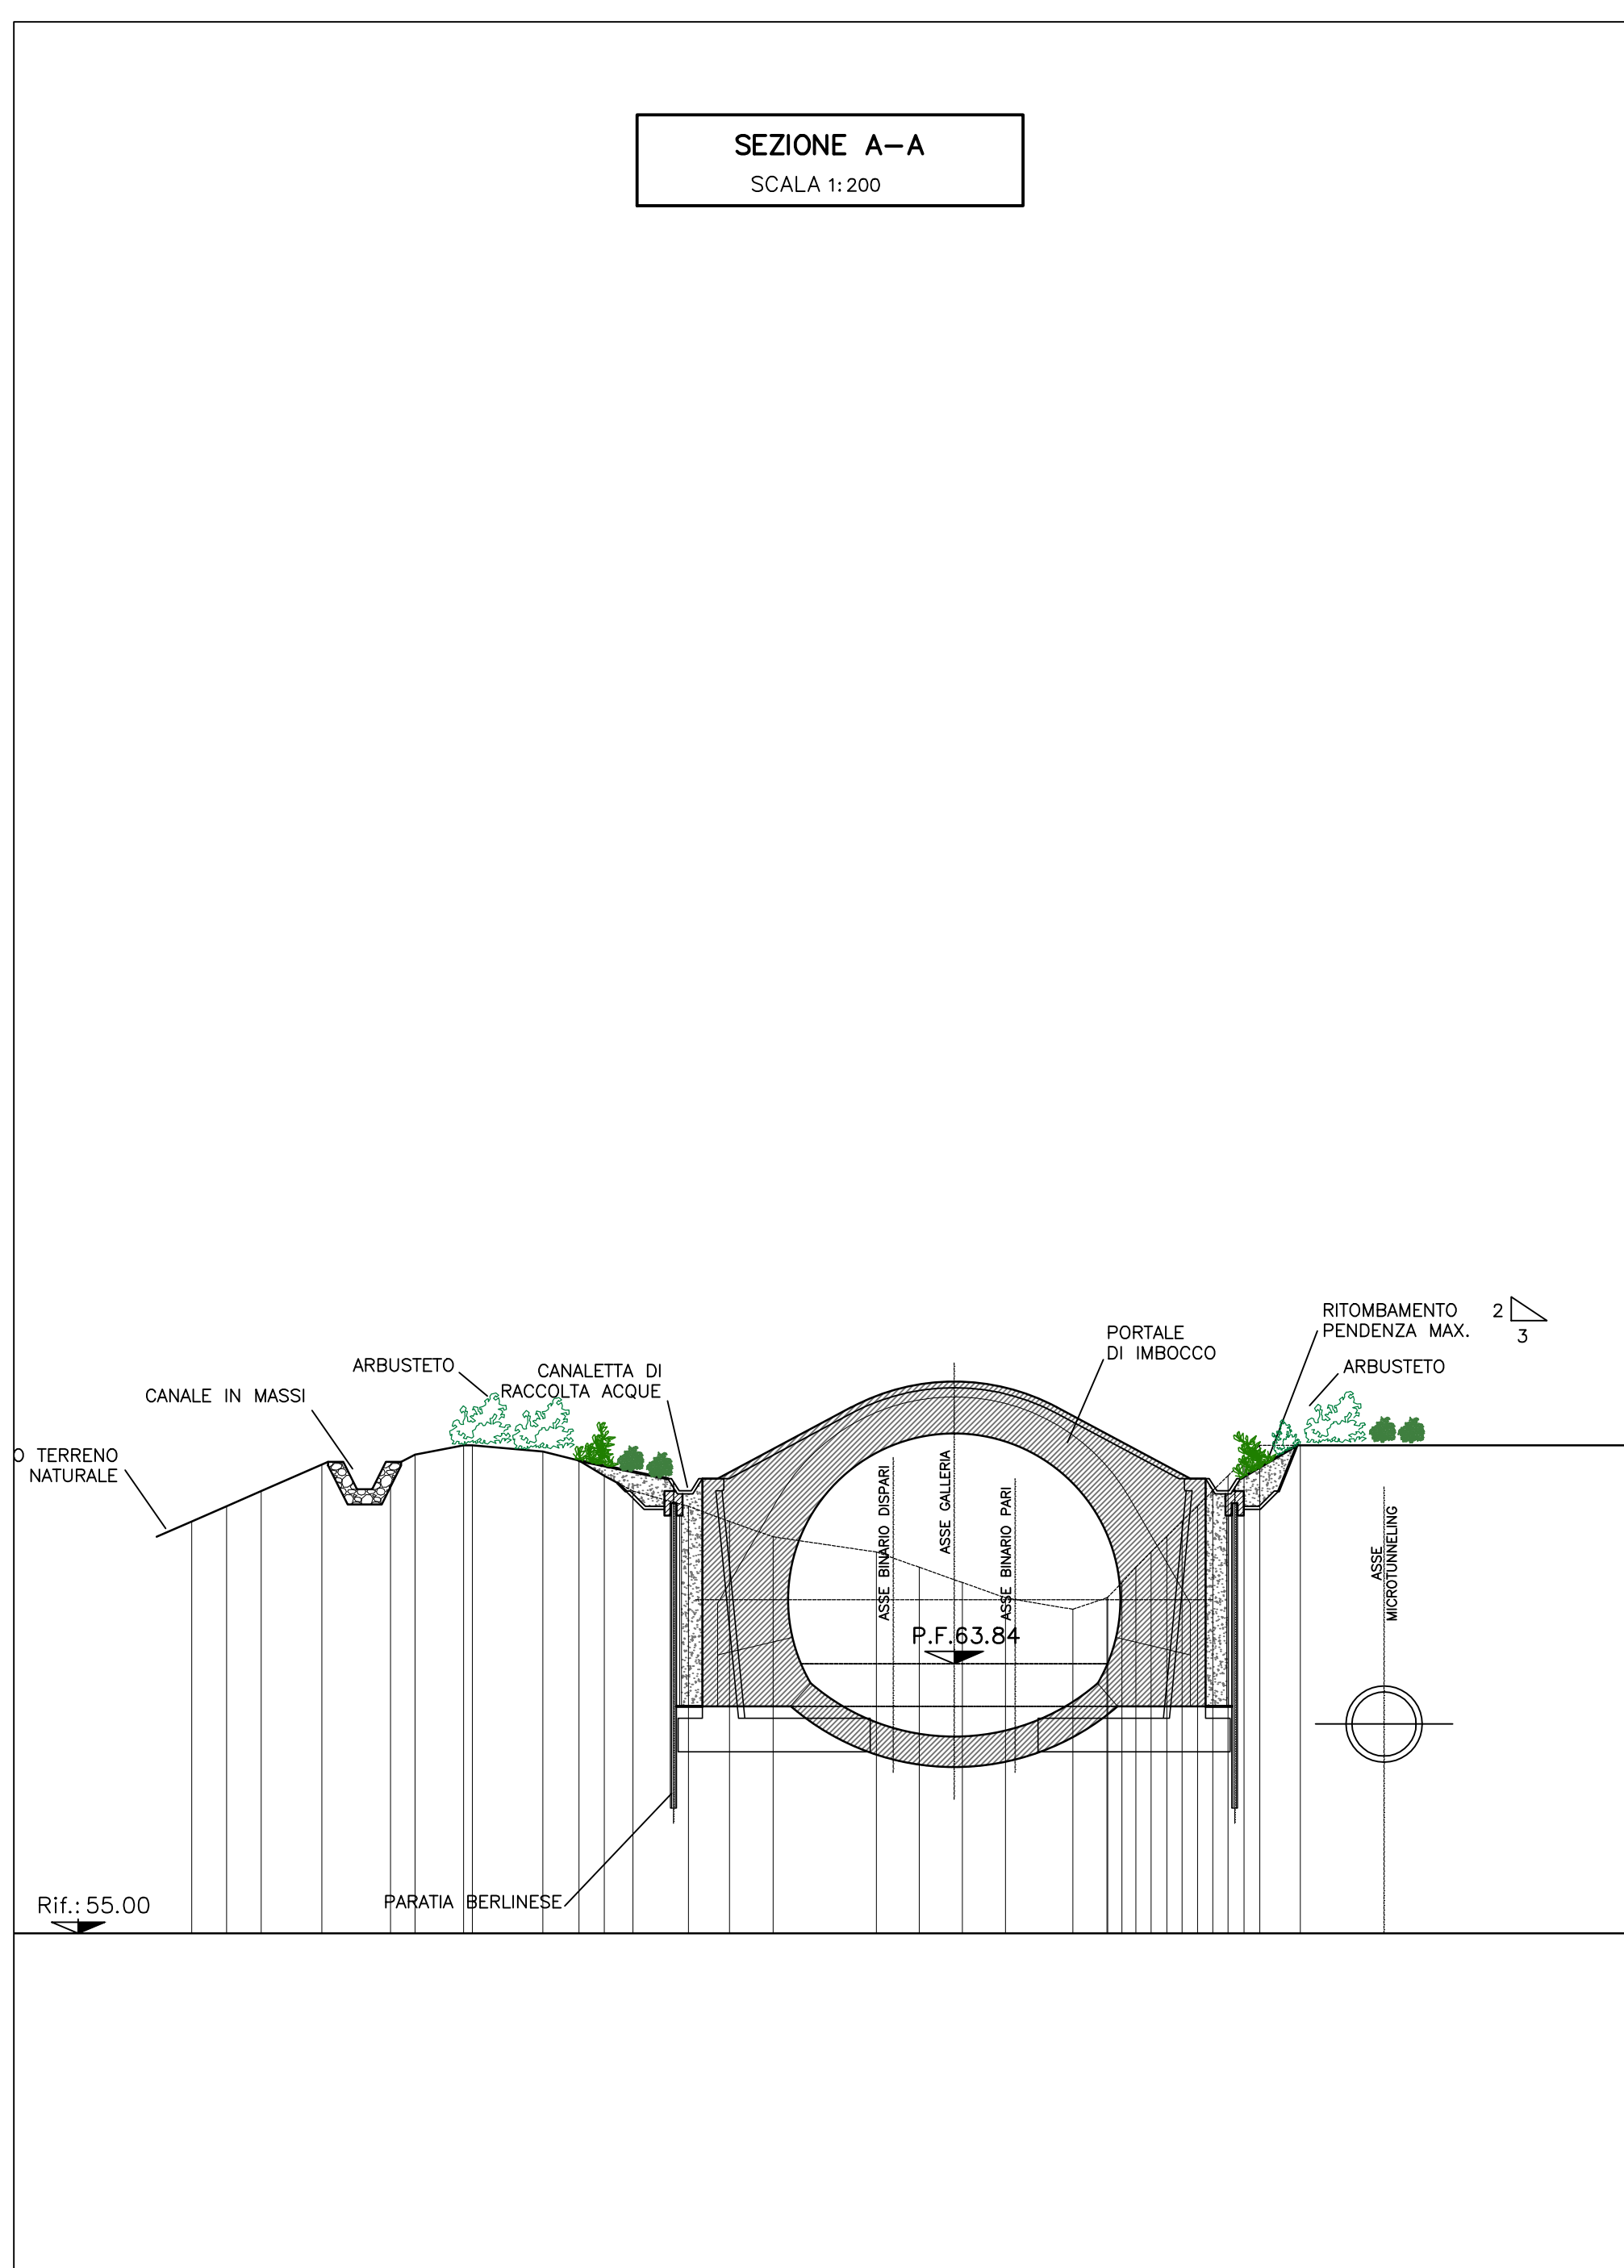 SEZIONE A-A
SCALA 1:200
RITOMBAMENTO
PENDENZA MAX.
2
3
PORTALE
DI IMBOCCO
ARBUSTETO
ARBUSTETO
CANALETTA DI
RACCOLTA ACQUE
CANALE IN MASSI
O TERRENO
NATURALE
ASSE BINARIO DISPARI
ASSE GALLERIA
ASSE BINARIO PARI
ASSE
MICROTUNNELING
P.F.63.84
PARATIA BERLINESE
Rif.:55.00